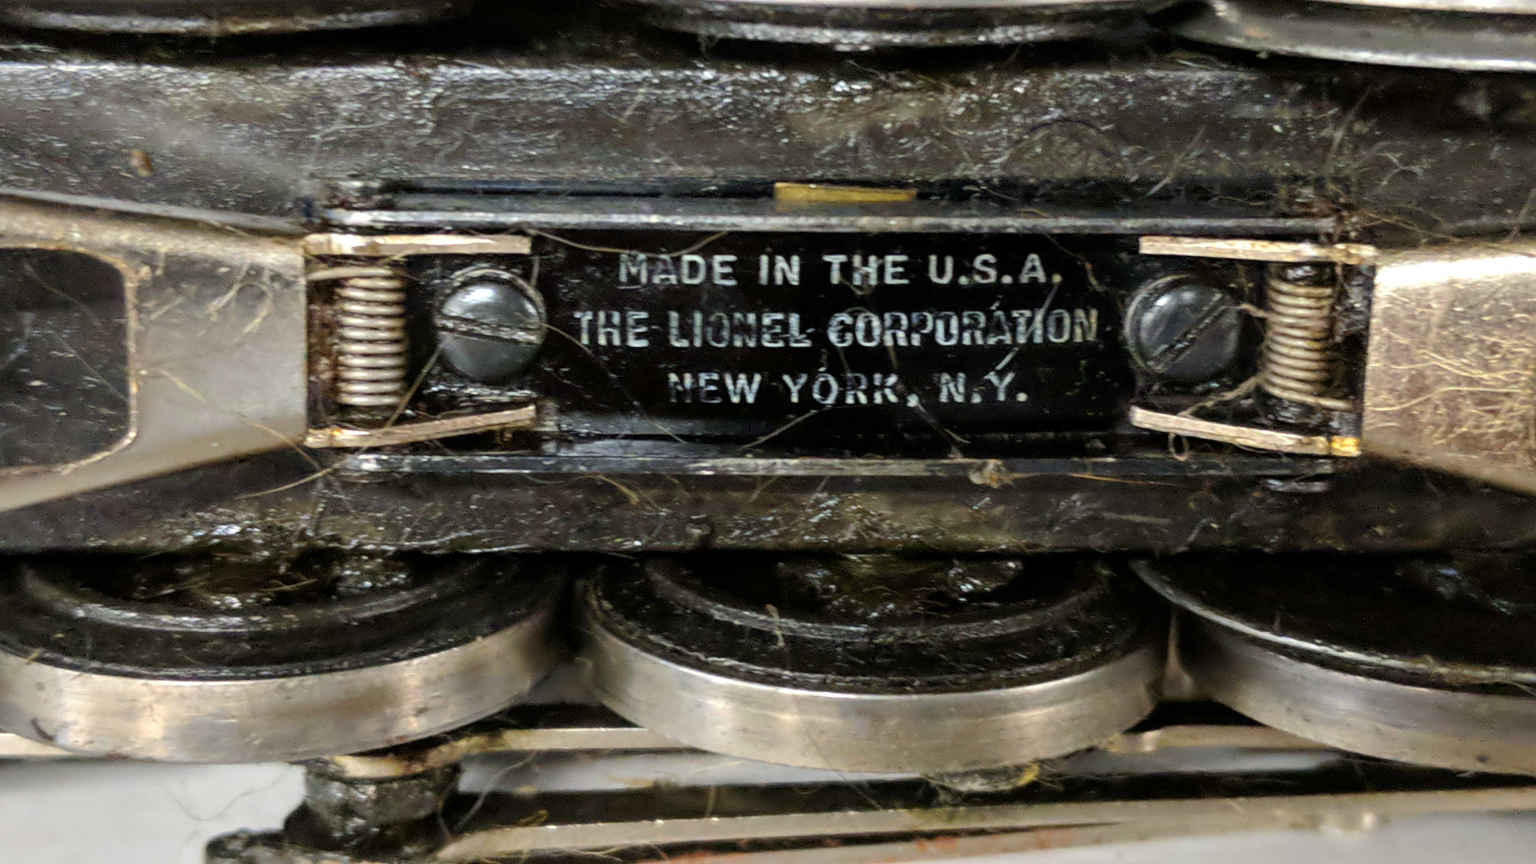 MADE IN THE U.S.A.
THE LIONEL CORPORATION
NEW YORK, N.Y.